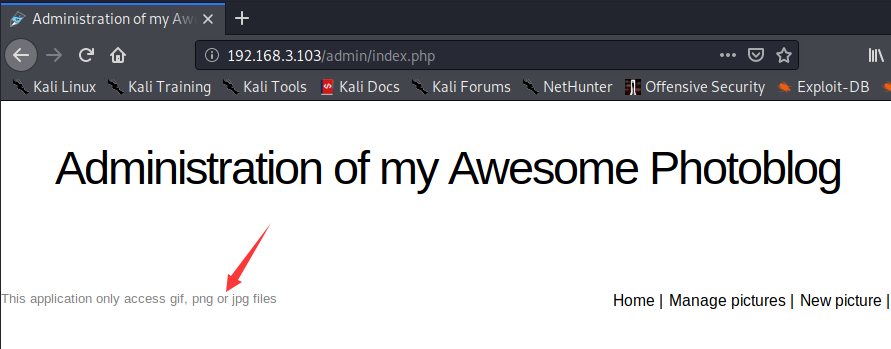 Administration of my Aw
192.168.3.103/admin/index.php
Kali Linux Kali Training Kali Tools Kali Docs Kali Forums NetHunter Offensive Security Exploit-DB
Administration of my Awesome Photoblog
This application only access gif, png or jpg files
Home | Manage pictures | New picture |